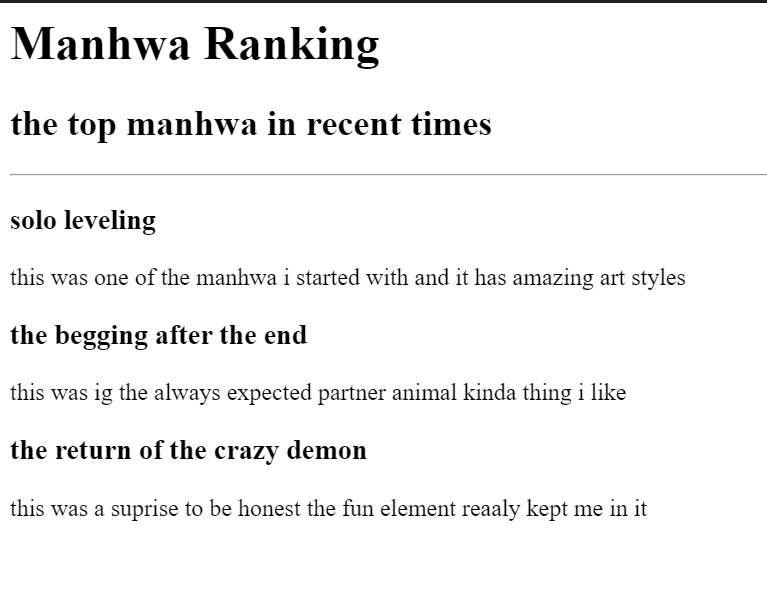 Manhwa Ranking
the top manhwa in recent times
solo leveling
this was one of the manhwa i started with and it has amazing art styles
the begging after the end
this was ig the always expected partner animal kinda thing i like
the return of the crazy demon
this was a suprise to be honest the fun element reaaly kept me in it